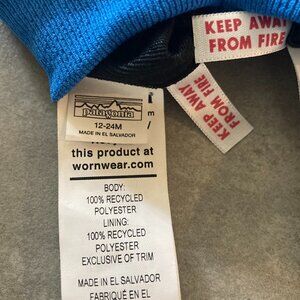 KEEP AWAY
FROM FIRE
KEEP AWAY
FROM FIRE
patagonia
12-24M
MADE IN EL SALVADOR
this product at
wornwear.com
BODY:
100% RECYCLED
POLYESTER
LINING:
100% RECYCLED
POLYESTER
EXCLUSIVE OF TRIM
MADE IN EL SALVADOR
FABRIQUÉ EN EL